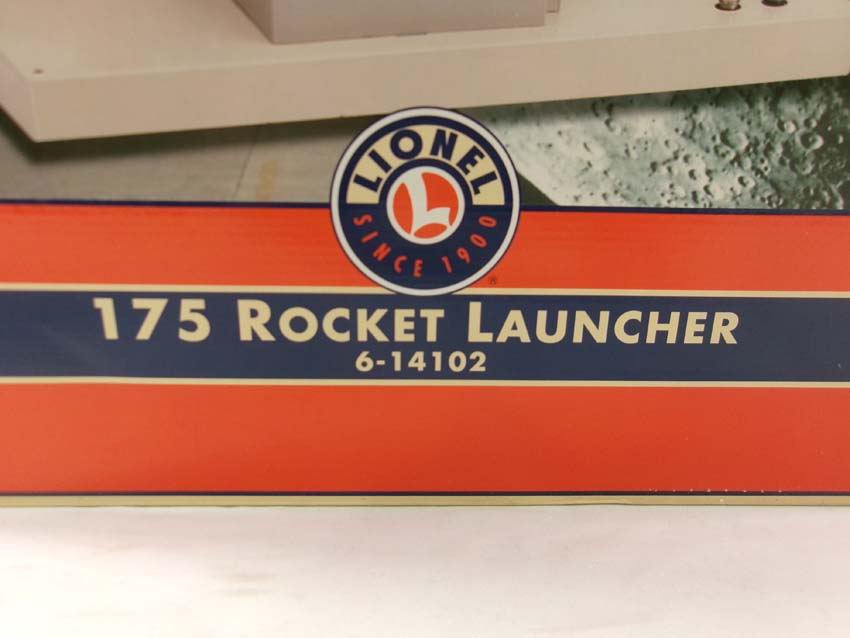 LIONEL
L
SINCE 1900
®
175 ROCKET LAUNCHER
6-14102